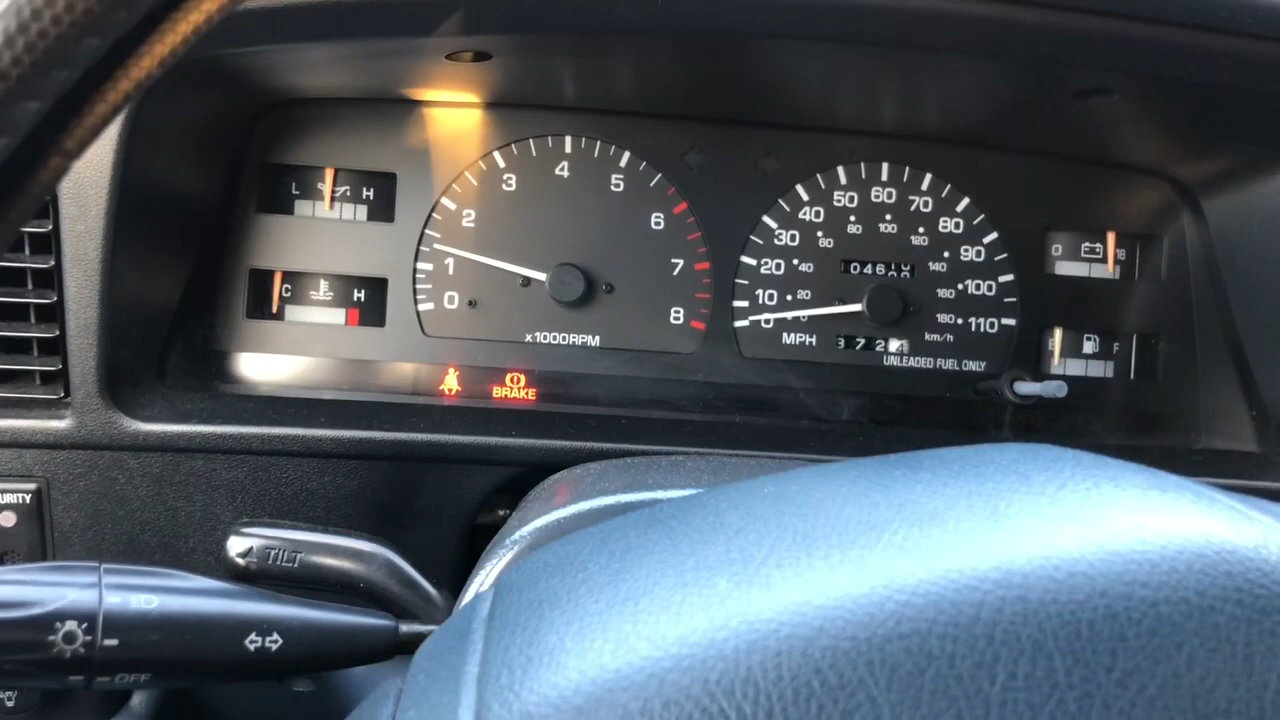 L H
C H
0 1 2 3 4 5 6 7 8
x1000RPM
BRAKE
0 10 20 30 40 50 60 70 80 90 100 110
20 40 60 80 100 120 140 160 180
MPH
km/h
UNLEADED FUEL ONLY
0 18
E F
URITY
TILT
OFF